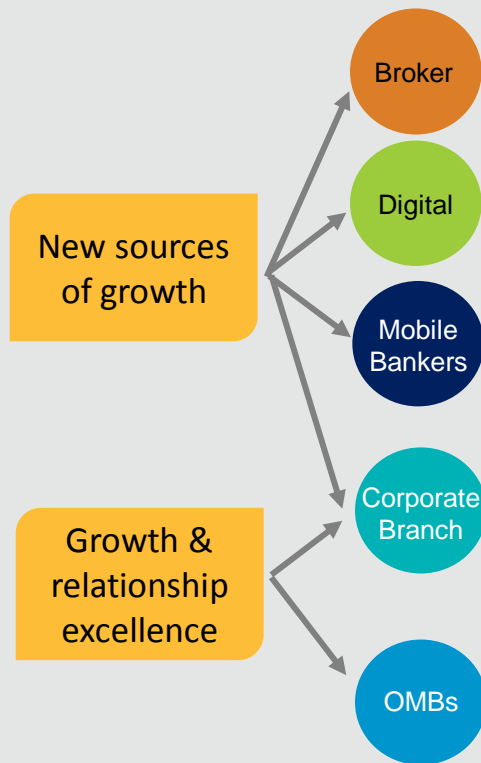 Broker
Digital
New sources
of growth
Mobile
Bankers
Corporate
Branch
Growth &
relationship
excellence
OMBs